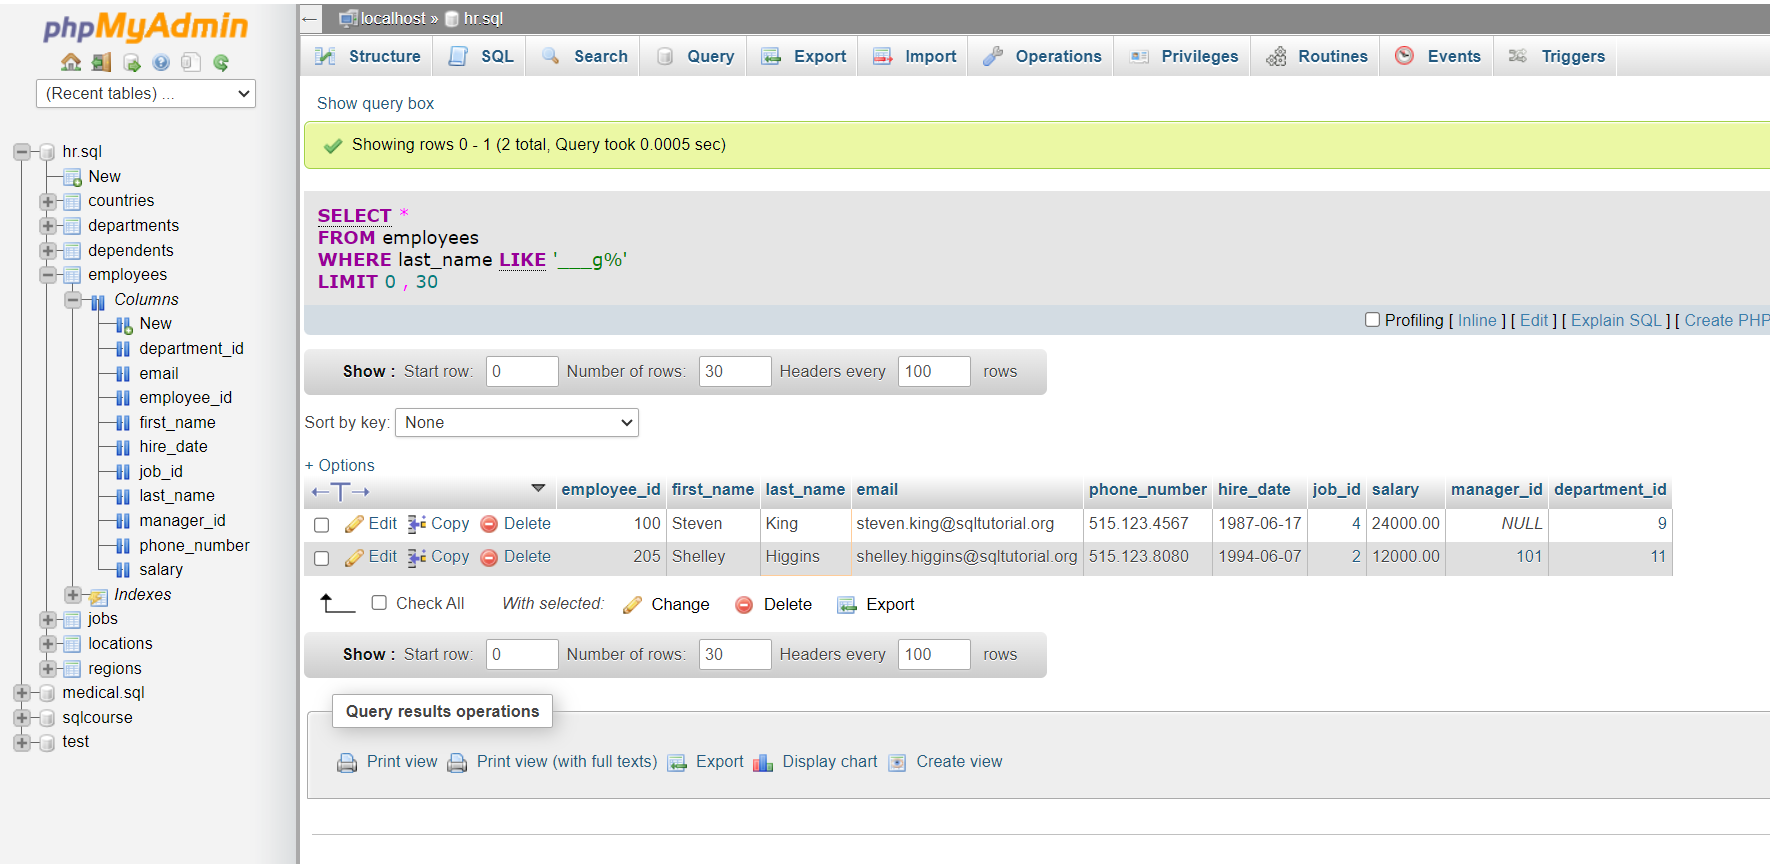 phpMyAdmin
(Recent tables) ...
hr.sql
New
countries
departments
dependents
employees
Columns
New
department_id
email
employee_id
first_name
hire_date
job_id
last_name
manager_id
phone_number
salary
Indexes
jobs
locations
regions
medical.sql
sqlcourse
test
localhost » hr.sql
Structure SQL Search Query Export Import Operations Privileges Routines Events Triggers
Show query box
Showing rows 0 - 1 (2 total, Query took 0.0005 sec)
SELECT *
FROM employees
WHERE last_name LIKE '___g%'
LIMIT 0 , 30
Profiling [ Inline ] [ Edit ] [ Explain SQL ] [ Create PHP
Show : Start row: 0 Number of rows: 30 Headers every 100 rows
Sort by key: None
+ Options
←T→ employee_id first_name last_name email phone_number hire_date job_id salary manager_id department_id
Edit Copy Delete 100 Steven King steven.king@sqltutorial.org 515.123.4567 1987-06-17 4 24000.00 NULL 9
Edit Copy Delete 205 Shelley Higgins shelley.higgins@sqltutorial.org 515.123.8080 1994-06-07 2 12000.00 101 11
Check All With selected: Change Delete Export
Show : Start row: 0 Number of rows: 30 Headers every 100 rows
Query results operations
Print view Print view (with full texts) Export Display chart Create view